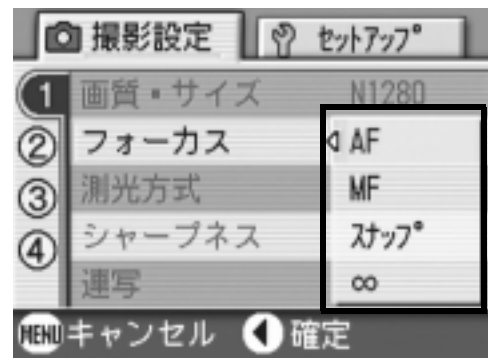 撮影設定 ｾｯﾄｱｯﾌﾟ
1 画質・サイズ N1280
2 フォーカス AF
3 測光方式 MF
4 シャープネス ｽﾅｯﾌﾟ
連写 ∞
MENU キャンセル 確定